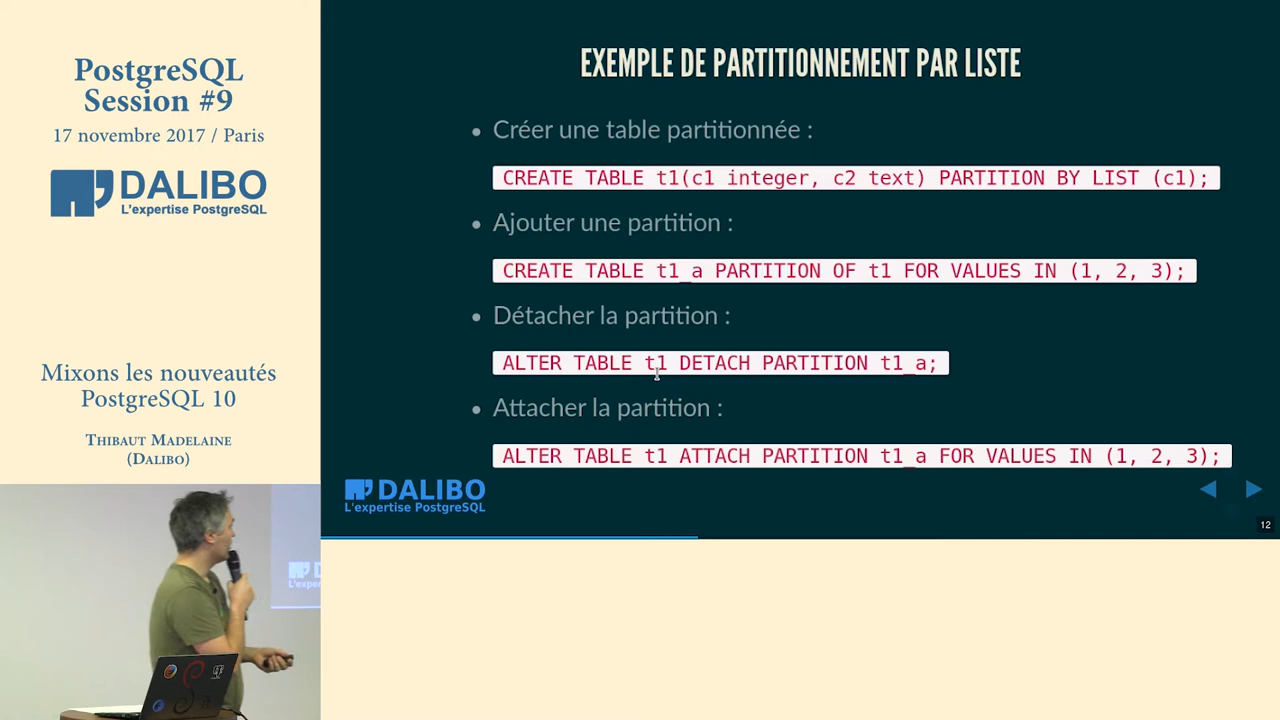 PostgreSQL
Session #9
17 novembre 2017 / Paris
DALIBO
L'expertise PostgreSQL
Mixons les nouveautés
PostgreSQL 10
Thibaut Madelaine
(Dalibo)
EXEMPLE DE PARTITIONNEMENT PAR LISTE
• Créer une table partitionnée :
CREATE TABLE t1(c1 integer, c2 text) PARTITION BY LIST (c1);
• Ajouter une partition :
CREATE TABLE t1_a PARTITION OF t1 FOR VALUES IN (1, 2, 3);
• Détacher la partition :
ALTER TABLE t1 DETACH PARTITION t1_a;
• Attacher la partition :
ALTER TABLE t1 ATTACH PARTITION t1_a FOR VALUES IN (1, 2, 3);
DALIBO
L'expertise PostgreSQL
12